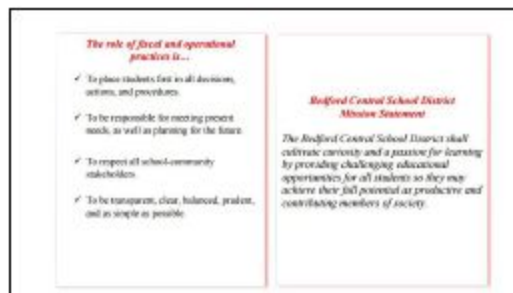 The role of fiscal and operational
practices is…
✓ To place students first in all decisions,
actions, and procedures.
✓ To be responsible for meeting present
needs, as well as planning for the future.
✓ To respect all school-community
stakeholders.
✓ To be transparent, clear, balanced, prudent,
and as simple as possible.
Central School District
Mission Statement
The Central School District shall
cultivate curiosity and a passion for learning
by providing challenging educational
opportunities for all students so they may
achieve their full potential as productive and
contributing members of society.